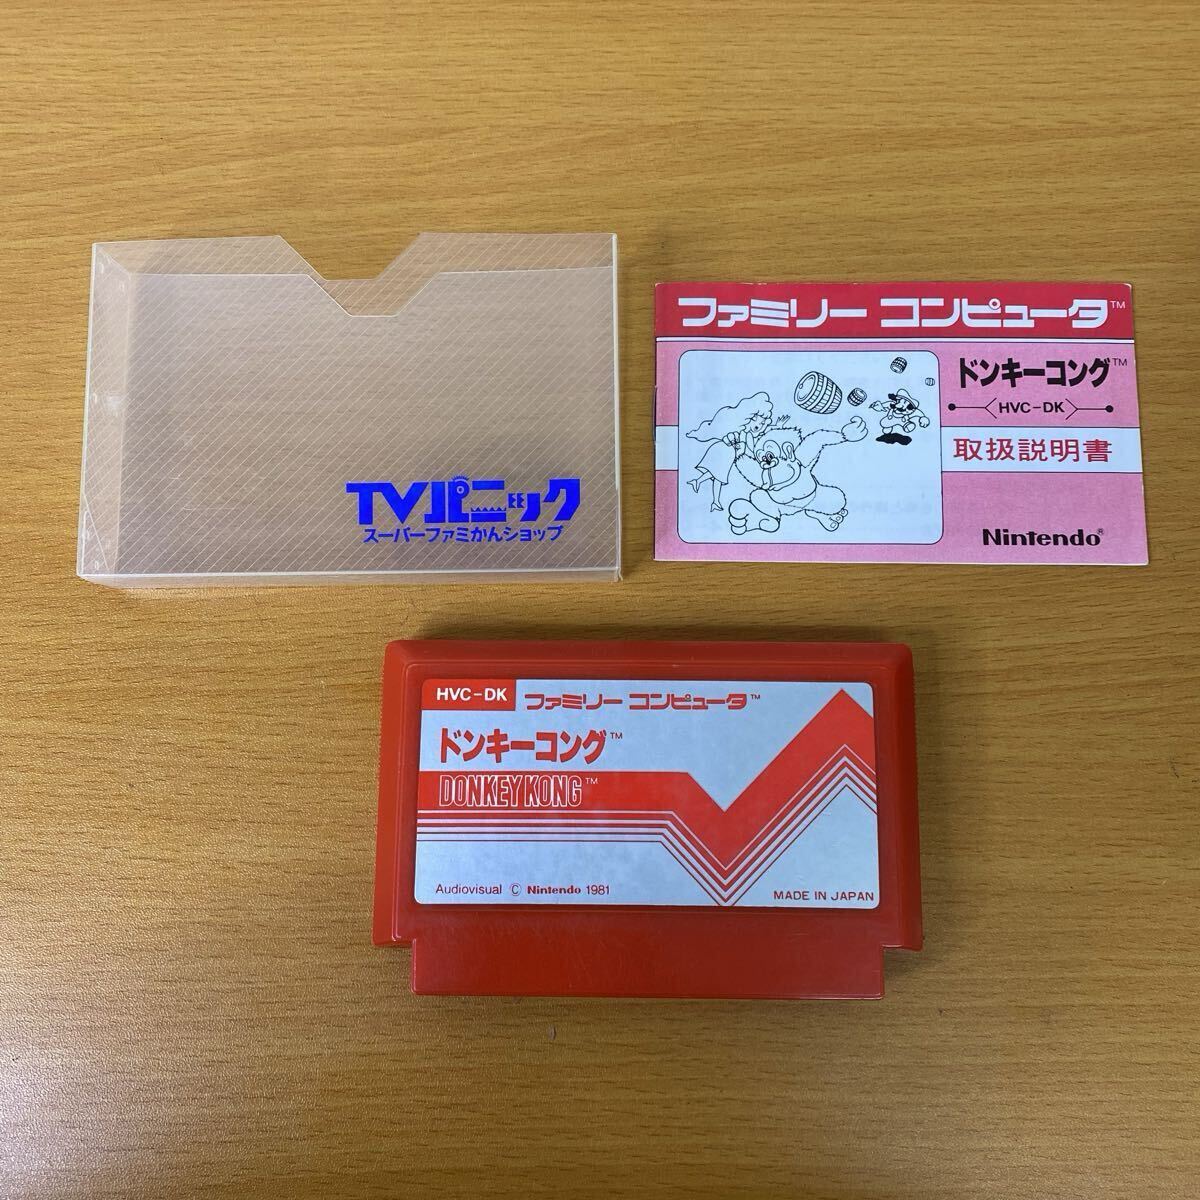 TVパニック
スーパーファミかんショップ
ファミリー コンピュータ™
ドンキーコング™
HVC-DK
取扱説明書
Nintendo®
HVC-DK
ファミリー コンピュータ™
ドンキーコング™
DONKEY KONG™
Audiovisual © Nintendo 1981
MADE IN JAPAN